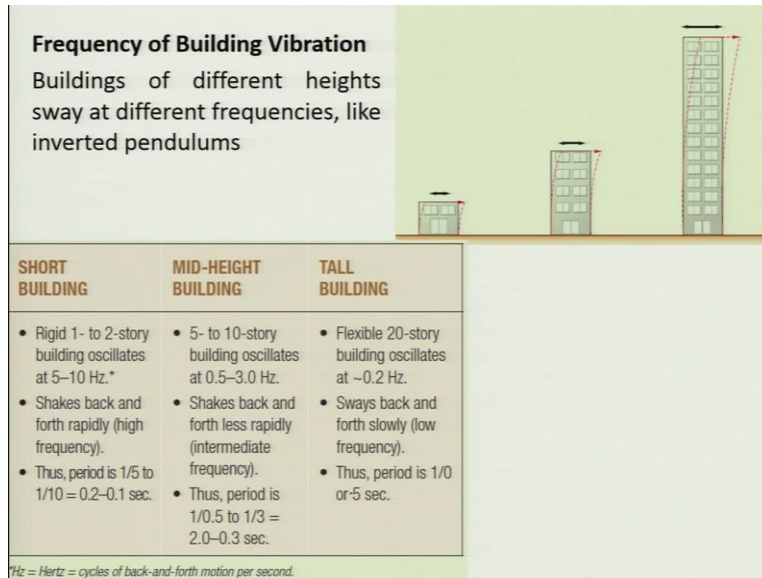 Frequency of Building Vibration
Buildings of different heights
sway at different frequencies, like
inverted pendulums
SHORT
BUILDING
• Rigid 1- to 2-story
building oscillates
at 5–10 Hz.*
• Shakes back and
forth rapidly (high
frequency).
• Thus, period is 1/5 to
1/10 = 0.2–0.1 sec.
MID-HEIGHT
BUILDING
• 5- to 10-story
building oscillates
at 0.5–3.0 Hz.
• Shakes back and
forth less rapidly
(intermediate
frequency).
• Thus, period is
1/0.5 to 1/3 =
2.0–0.3 sec.
TALL
BUILDING
• Flexible 20-story
building oscillates
at ~0.2 Hz.
• Sways back and
forth slowly (low
frequency).
• Thus, period is 1/0
or·5 sec.
*Hz = Hertz = cycles of back-and-forth motion per second.